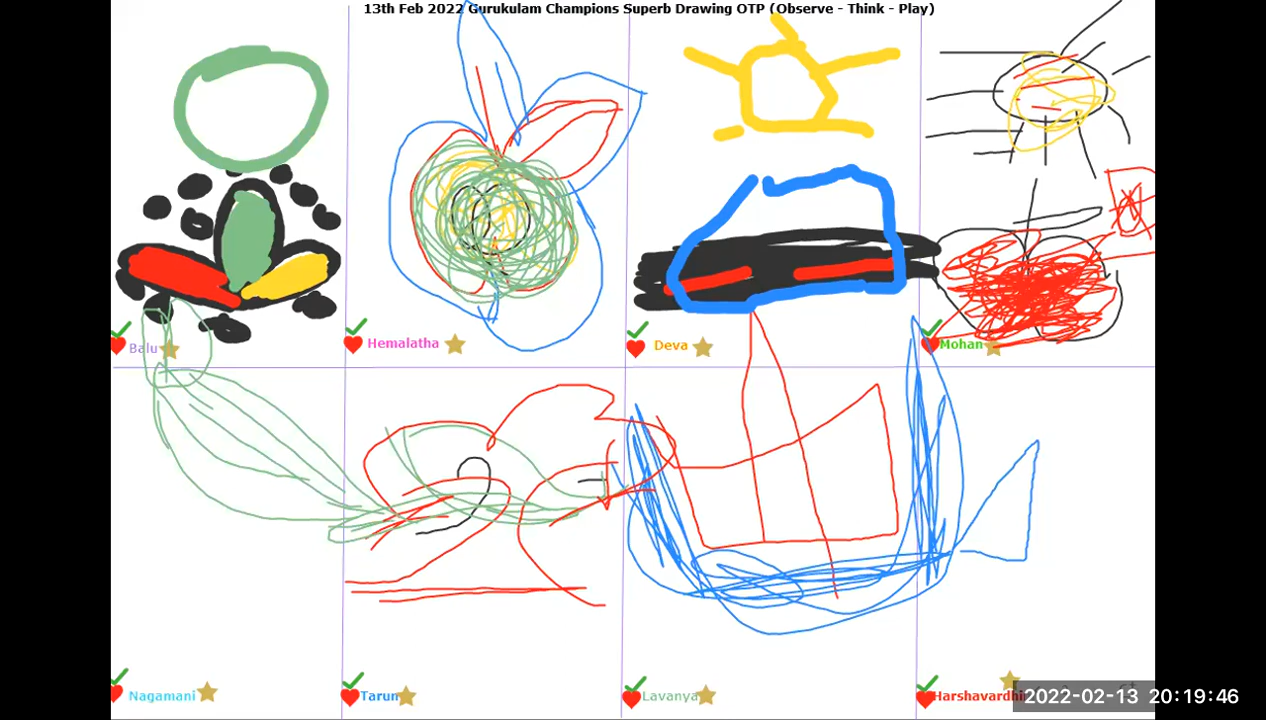 13th Feb 2022 Gurukulam Champions Superb Drawing OTP (Observe - Think - Play)
Balu
Hemalatha
Deva
Mohan
Nagamani
Tarun
Lavanya
2022-02-13 20:19:46